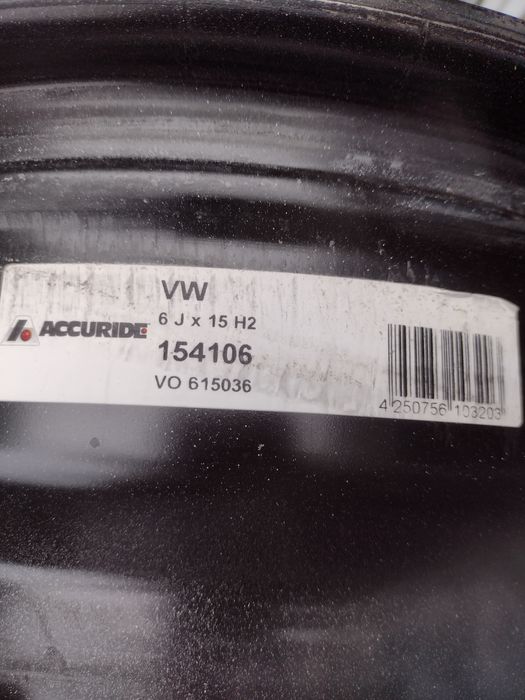 VW
6 J x 15 H2
ACCURIDE
154106
VO 615036
4 250756 103203